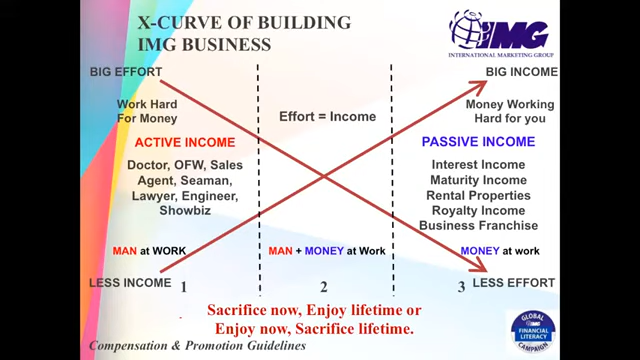 X-CURVE OF BUILDING
IMG BUSINESS
IMG
INTERNATIONAL MARKETING GROUP
BIG EFFORT
BIG INCOME
Work Hard
For Money
Effort = Income
Money Working
Hard for you
ACTIVE INCOME
PASSIVE INCOME
Doctor, OFW, Sales
Agent, Seaman,
Lawyer, Engineer,
Showbiz
Interest Income
Maturity Income
Rental Properties
Royalty Income
Business Franchise
MAN at WORK
MAN + MONEY at Work
MONEY at work
LESS INCOME
1
2
3
LESS EFFORT
Sacrifice now, Enjoy lifetime or
Enjoy now, Sacrifice lifetime.
Compensation & Promotion Guidelines
GLOBAL
FINANCIAL
LITERACY
CAMPAIGN